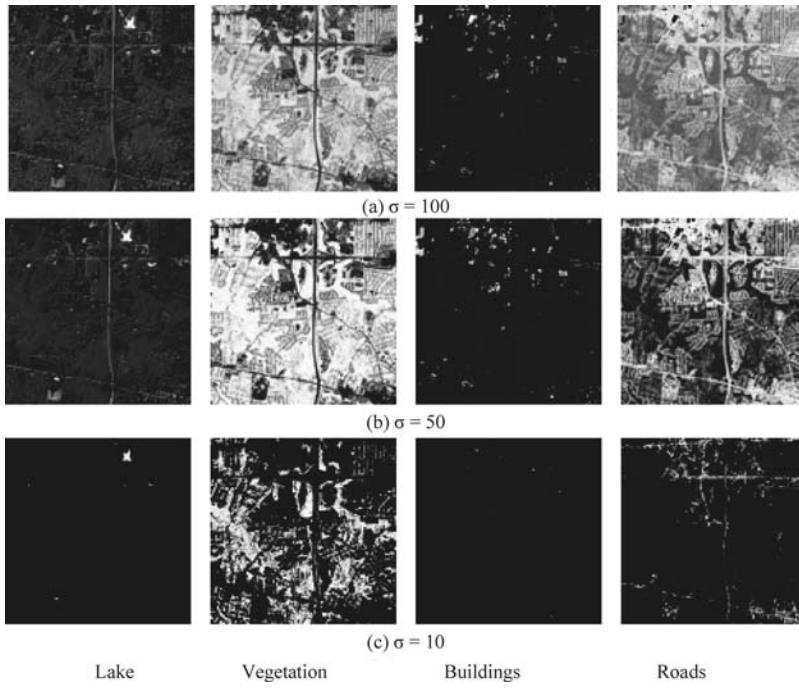 (a) σ = 100
(b) σ = 50
(c) σ = 10
Lake Vegetation Buildings Roads